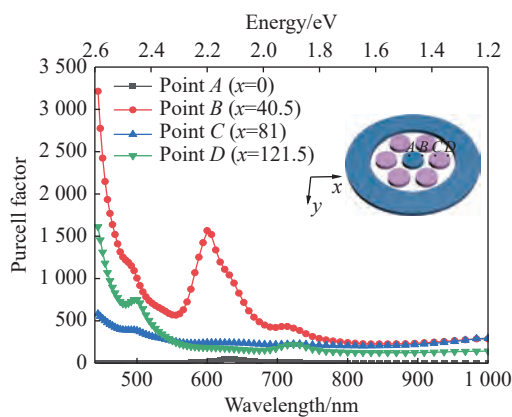 Energy/eV
2.6 2.4 2.2 2.0 1.8 1.6 1.4 1.2
3 500
3 000
2 500
2 000
1 500
1 000
500
0
Purcell factor
Point A (x=0)
Point B (x=40.5)
Point C (x=81)
Point D (x=121.5)
A B C D
x
y
500 600 700 800 900 1 000
Wavelength/nm